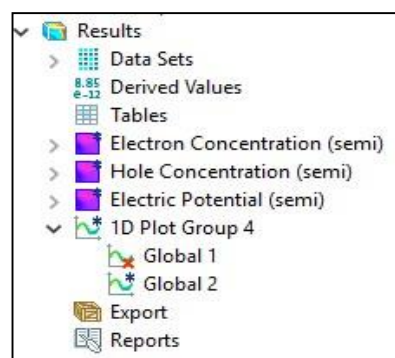 Results
Data Sets
8.85
e-12 Derived Values
Tables
Electron Concentration (semi)
Hole Concentration (semi)
Electric Potential (semi)
1D Plot Group 4
Global 1
Global 2
Export
Reports